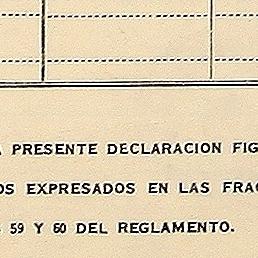 A PRESENTE DECLARACION FIG
OS EXPRESADOS EN LAS FRAC
59 Y 60 DEL REGLAMENTO.